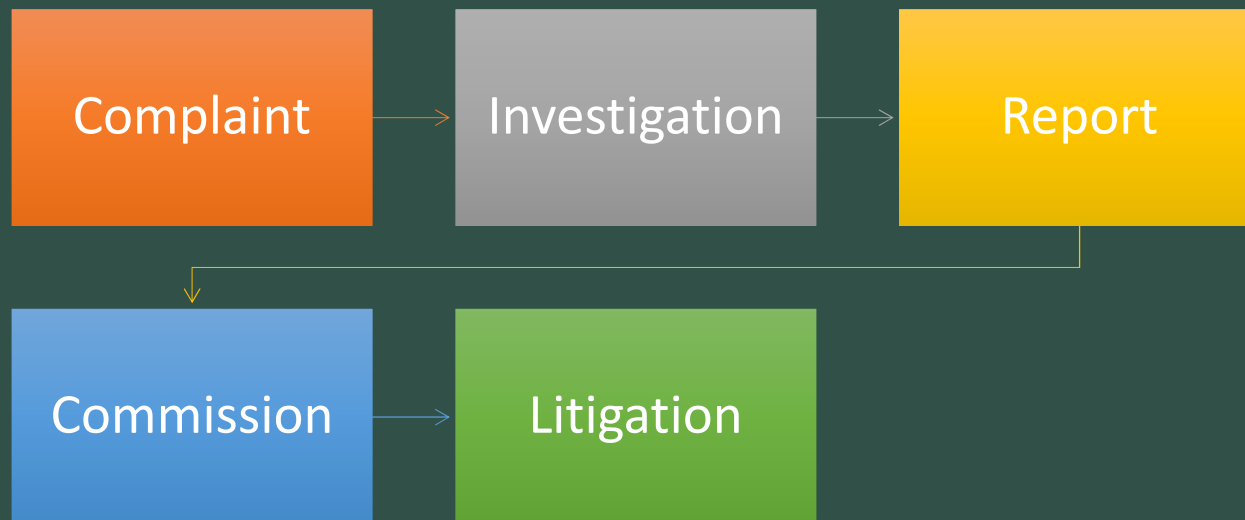 Complaint
Investigation
Report
Commission
Litigation